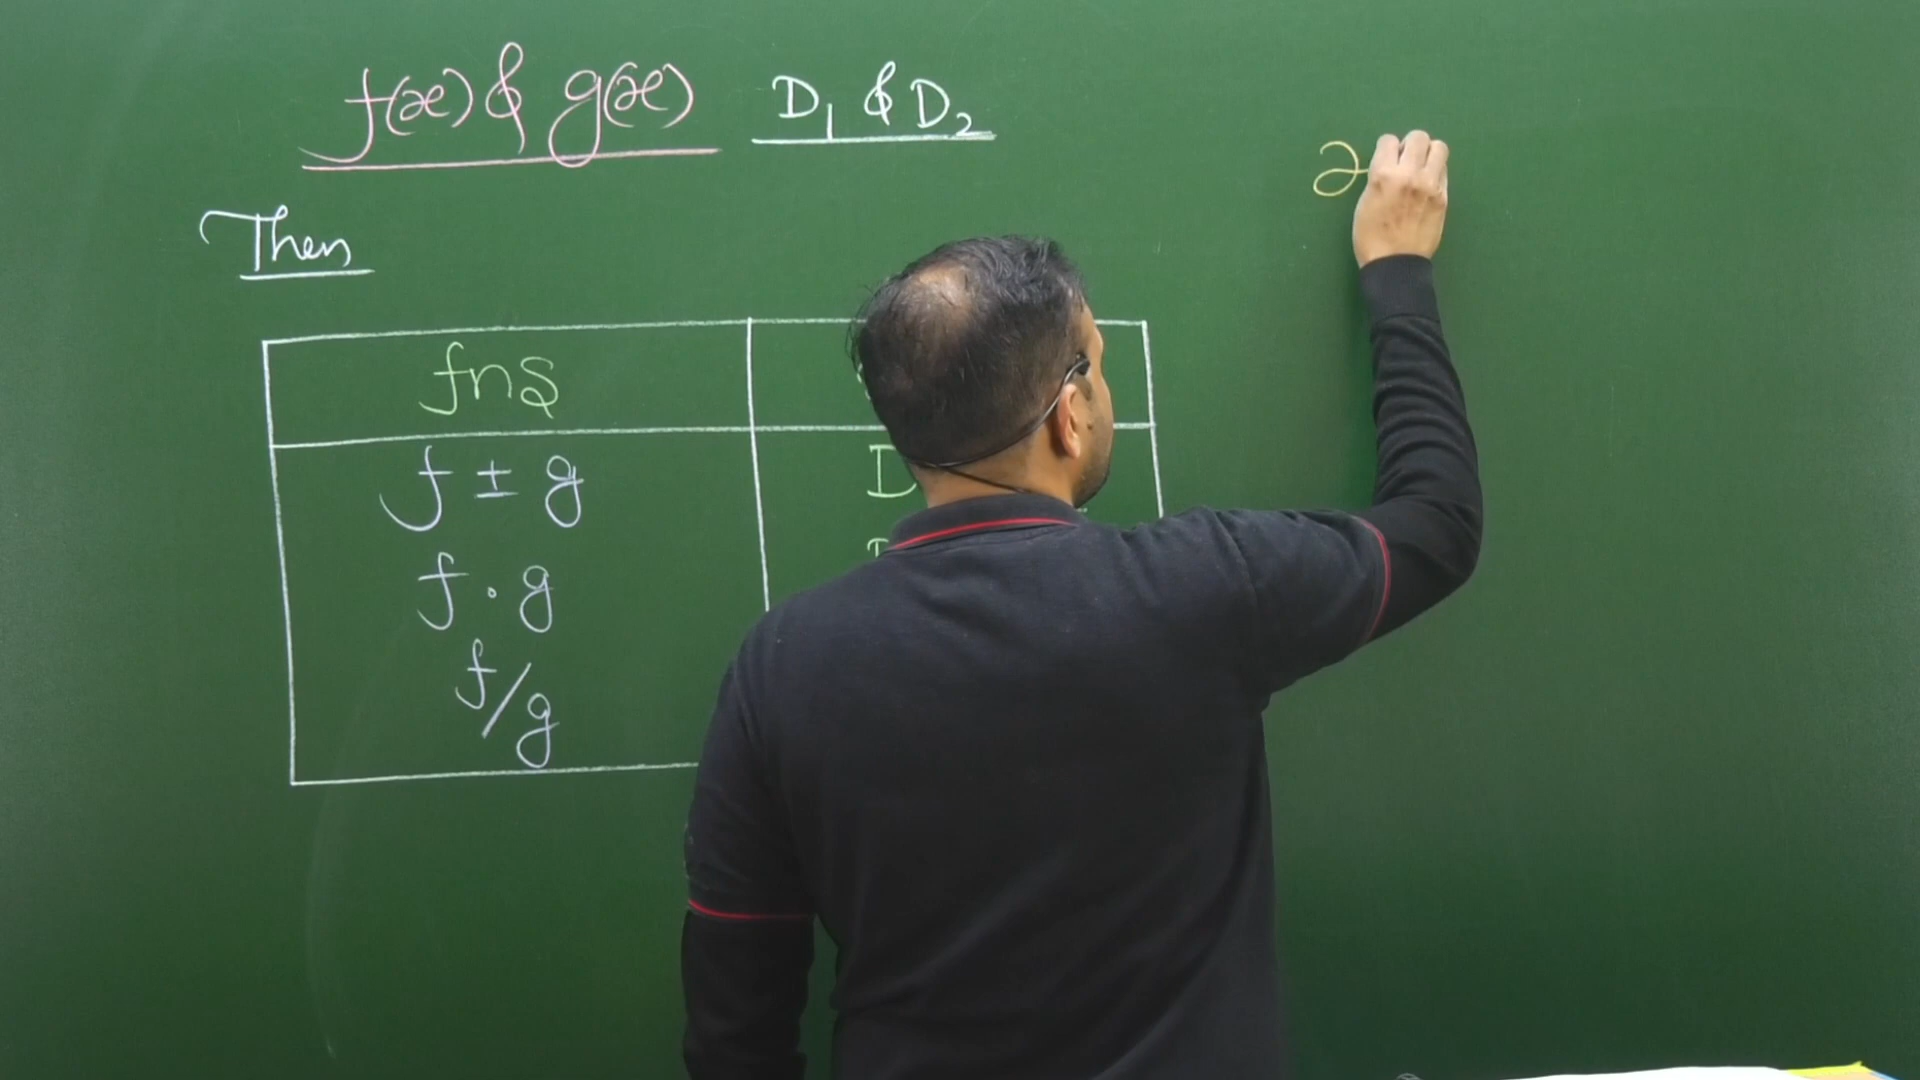 f(x) & g(x) D₁ & D₂
Then
fns
f ± g D
f . g
f/g